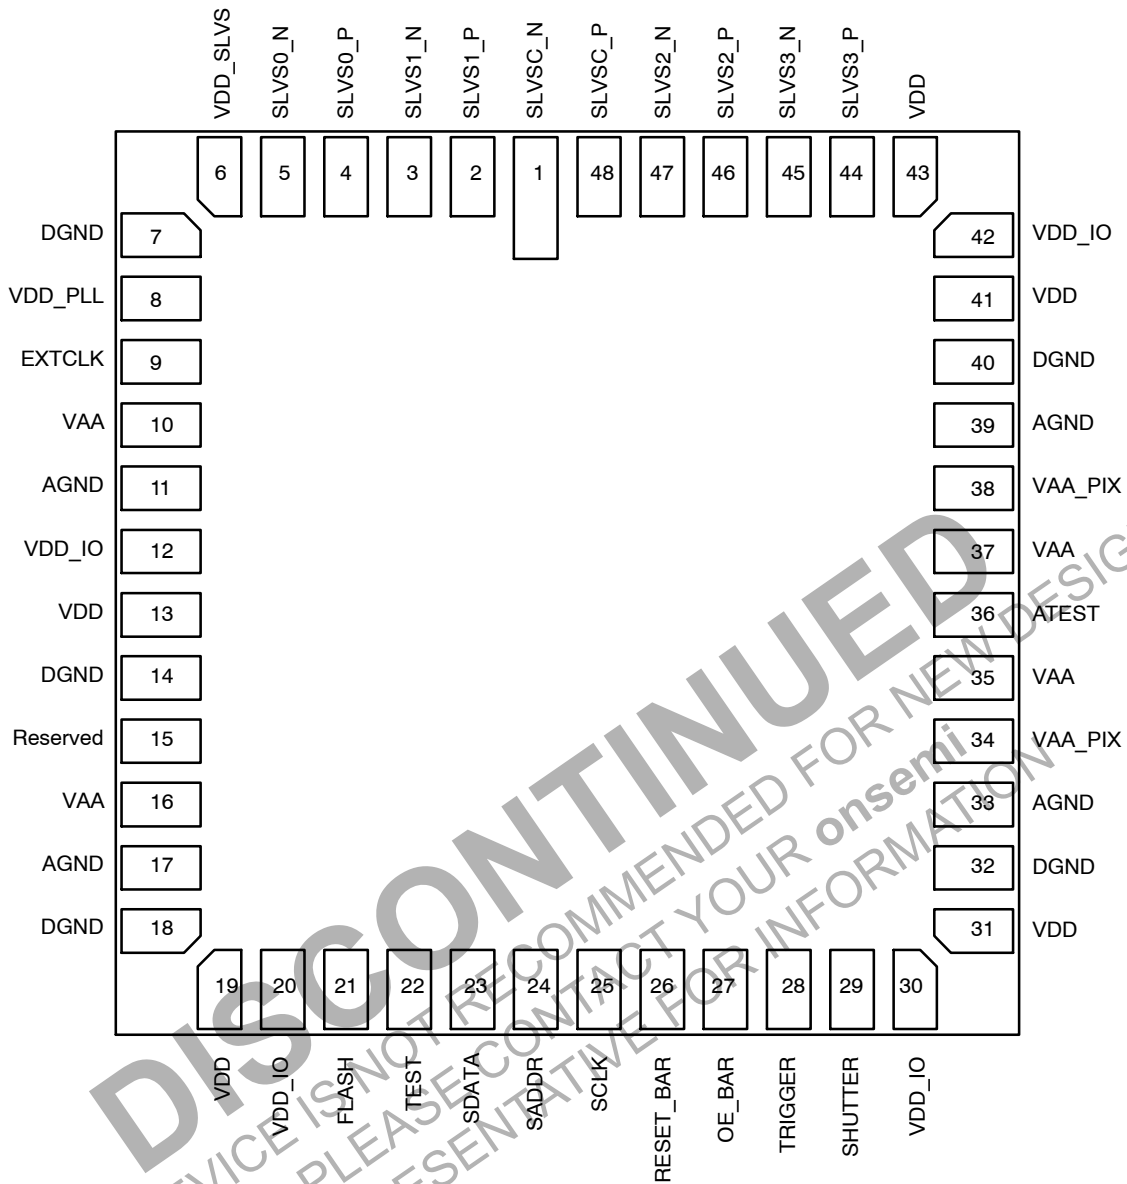 VDD_SLVS
SLVS0_N
SLVS0_P
SLVS1_N
SLVS1_P
SLVSC_N
SLVSC_P
SLVS2_N
SLVS2_P
SLVS3_N
SLVS3_P
VDD
6 5 4 3 2 1 48 47 46 45 44 43
DGND 7
VDD_PLL 8
EXTCLK 9
VAA 10
AGND 11
VDD_IO 12
VDD 13
DGND 14
Reserved 15
VAA 16
AGND 17
DGND 18
42 VDD_IO
41 VDD
40 DGND
39 AGND
38 VAA_PIX
37 VAA
36 ATEST
35 VAA
34 VAA_PIX
33 AGND
32 DGND
31 VDD
19 20 21 22 23 24 25 26 27 28 29 30
VDD
VDD_IO
FLASH
TEST
SDATA
SADDR
SCLK
RESET_BAR
OE_BAR
TRIGGER
SHUTTER
VDD_IO
DISCONTINUED
IS NOT RECOMMENDED FOR NEW
PLEASE CONTACT YOUR onsemi
FOR INFORMATION